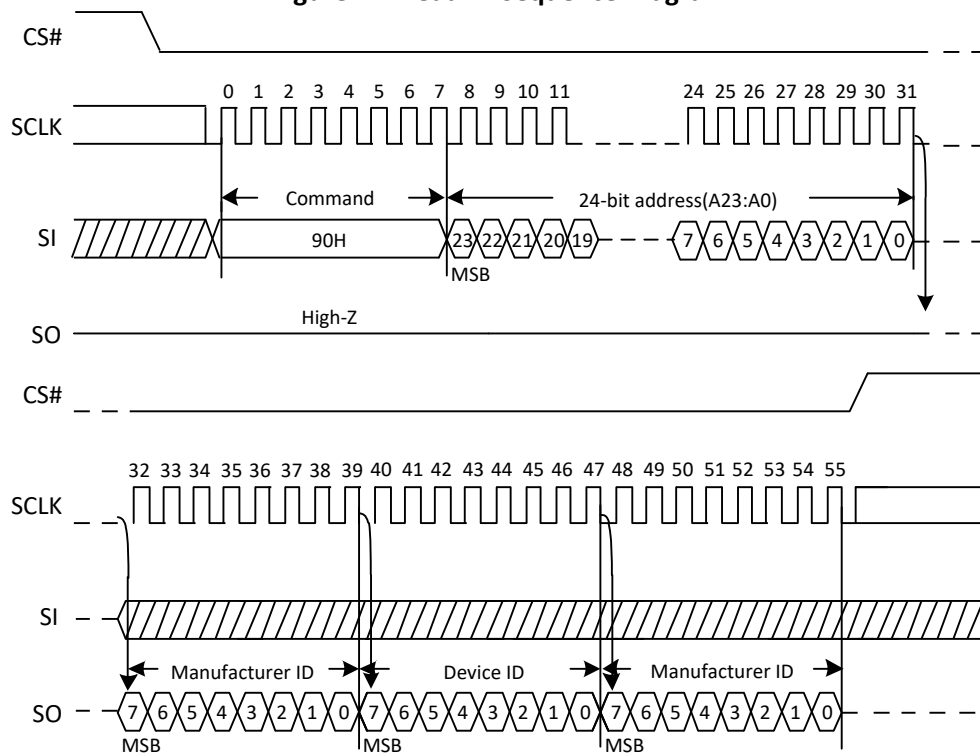 CS#
0 1 2 3 4 5 6 7 8 9 10 11 24 25 26 27 28 29 30 31
SCLK
Command 24-bit address(A23:A0)
SI 90H 23 22 21 20 19 7 6 5 4 3 2 1 0
MSB
High-Z
SO
CS#
32 33 34 35 36 37 38 39 40 41 42 43 44 45 46 47 48 49 50 51 52 53 54 55
SCLK
SI
Manufacturer ID Device ID Manufacturer ID
SO 7 6 5 4 3 2 1 0 7 6 5 4 3 2 1 0 7 6 5 4 3 2 1 0
MSB MSB MSB